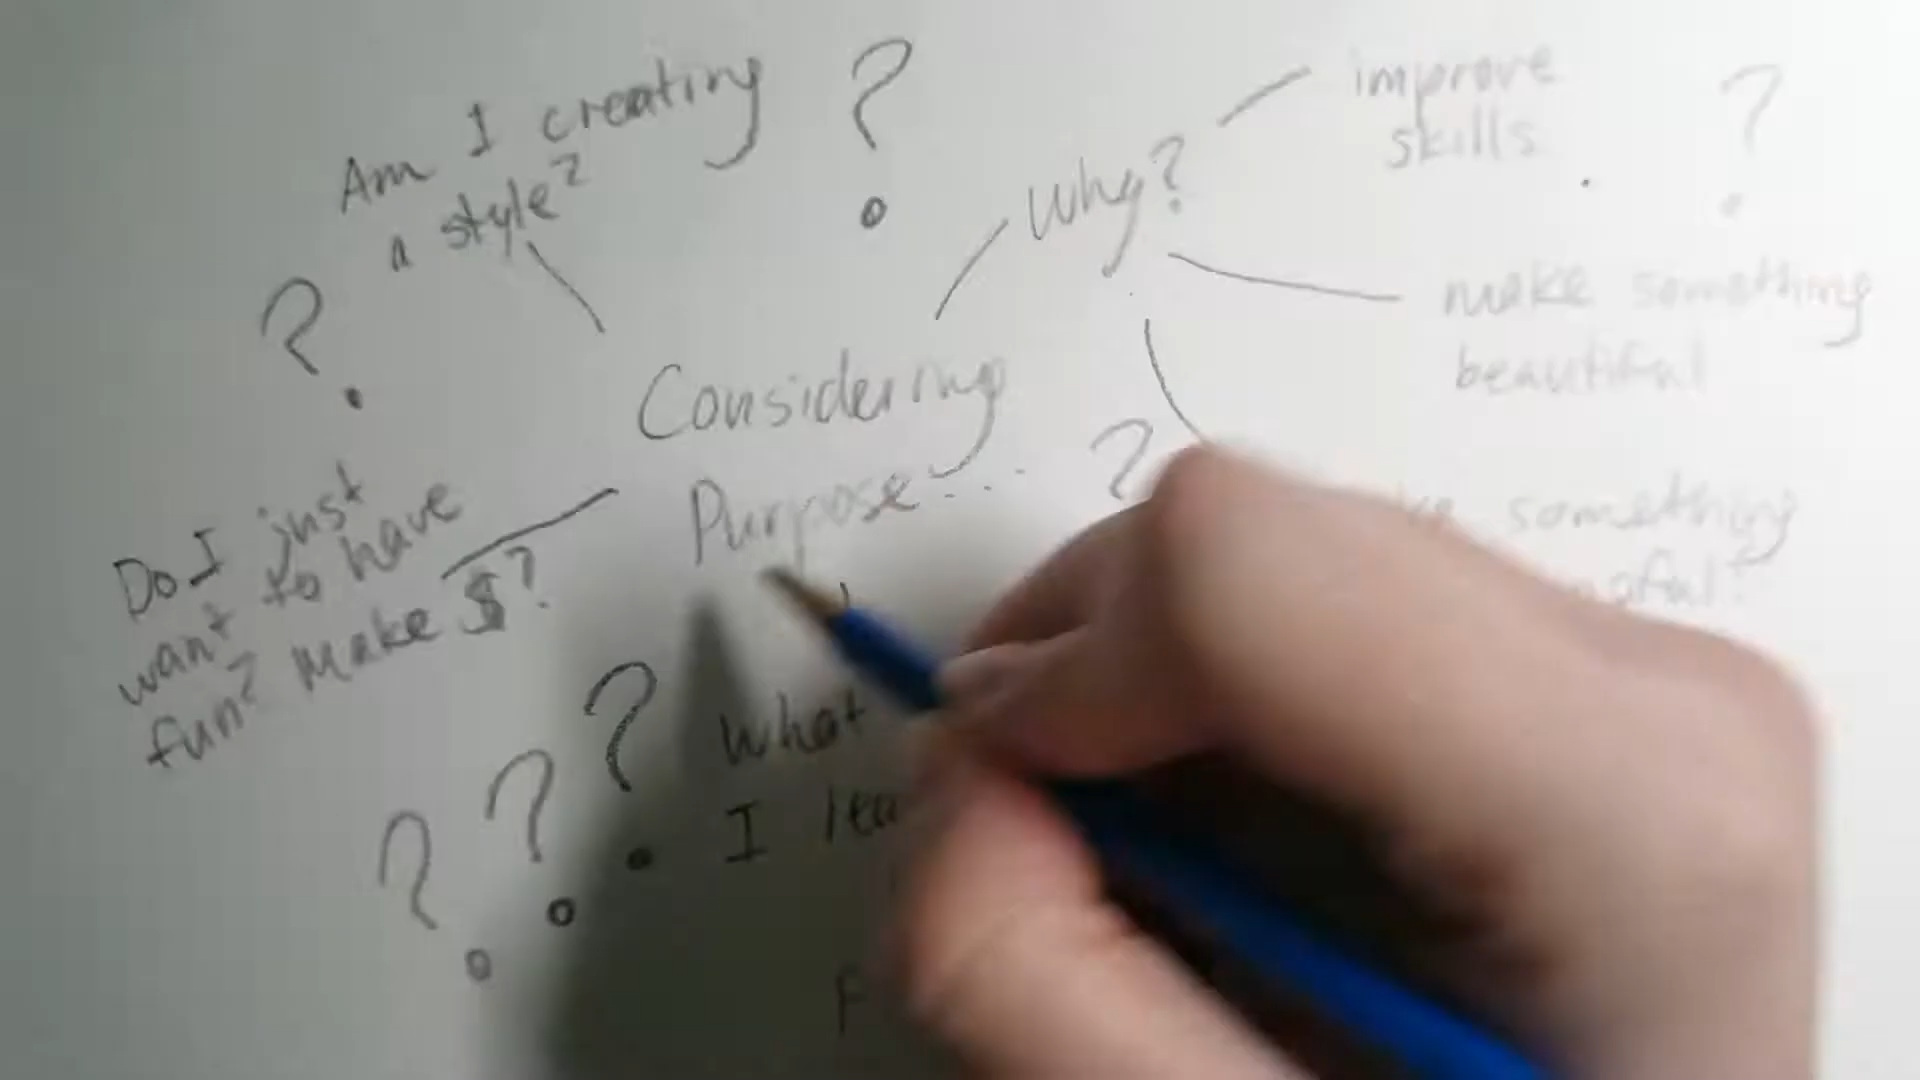 Am I creating
a style?
?
Why?
improve
skills
?
make something
beautiful
?
Considering
Purpose...
?
something
Do I just
want to have
fun? Make $?
?
?
?
What
I